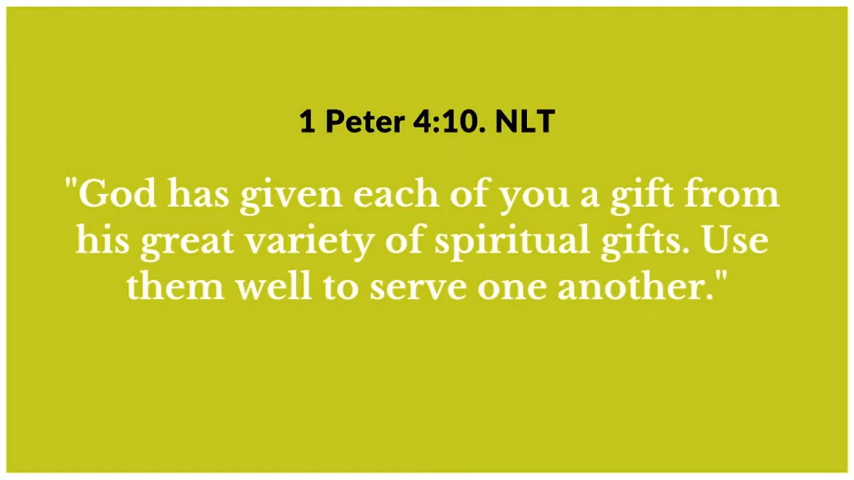 1 Peter 4:10. NLT
"God has given each of you a gift from
his great variety of spiritual gifts. Use
them well to serve one another."